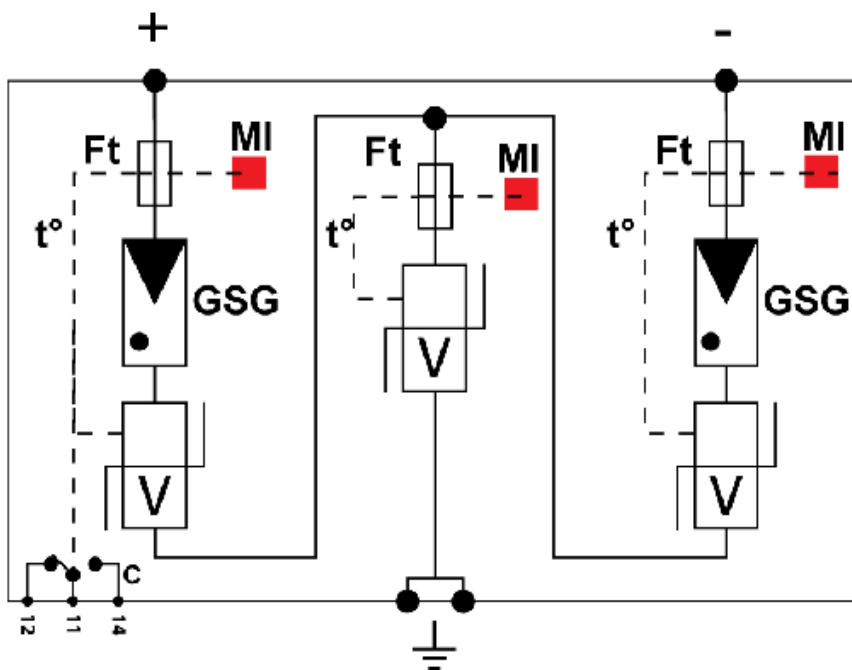 + -
Ft MI Ft MI Ft MI
t° t° t°
GSG GSG
V V V
C
12 11 14